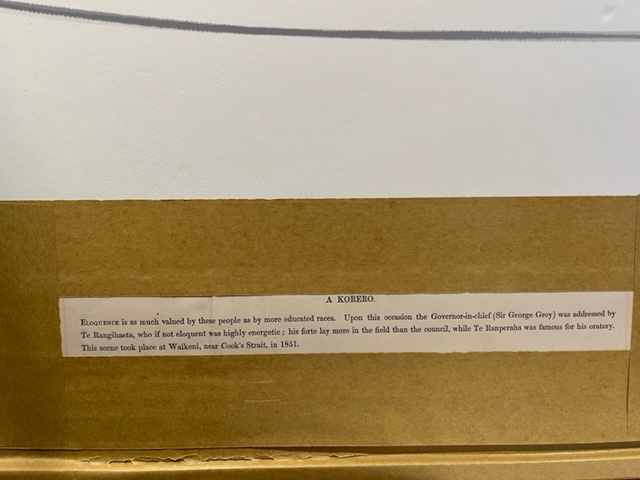 A KORERO.
ELOQUENCE is as much valued by these people as by more educated races. Upon this occasion the Governor-in-chief (Sir George Grey) was addressed by
Te Rangihaeta, who if not eloquent was highly energetic; his forte lay more in the field than the council, while Te Ranperaha was famous for his oratory.
This scene took place at Waikeni, near Cook's Strait, in 1851.